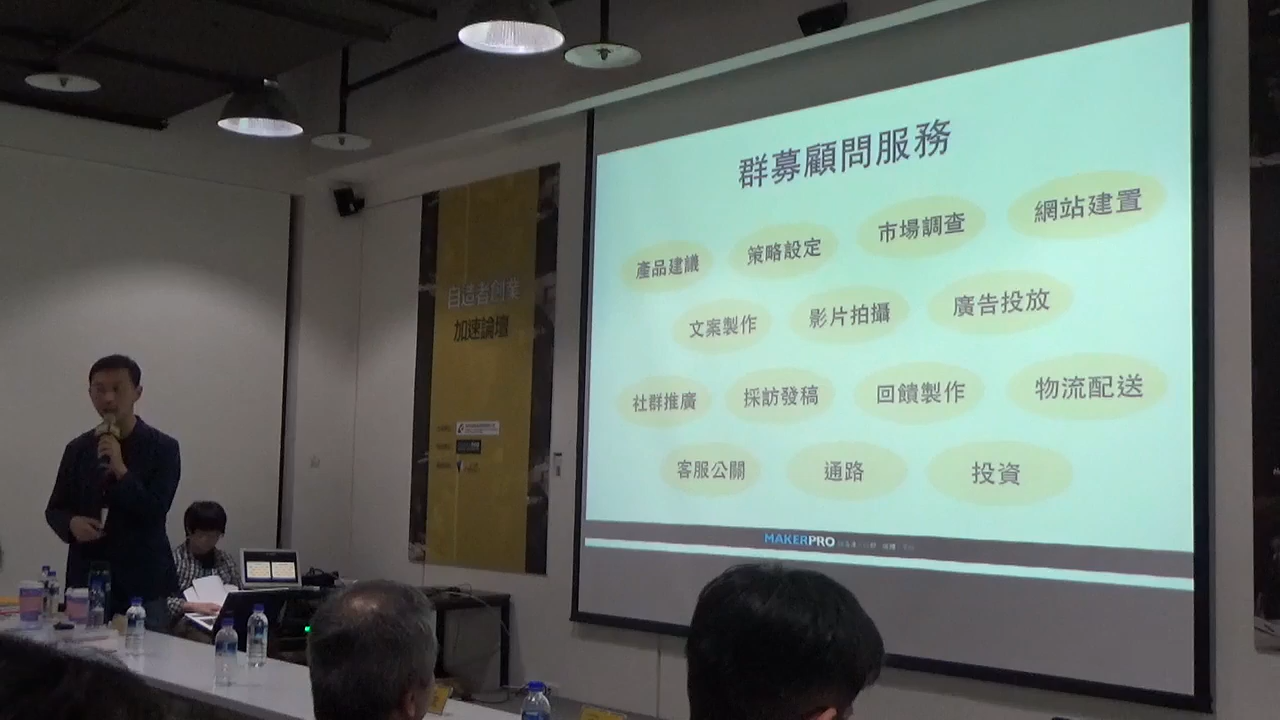 群募顧問服務
產品建議 策略設定 市場調查 網站建置
文案製作 影片拍攝 廣告投放
社群推廣 採訪發稿 回饋製作 物流配送
客服公關 通路 投資
MAKERPRO
自造者創業
加速論壇